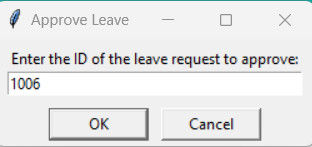 Approve Leave
Enter the ID of the leave request to approve:
1006
OK Cancel